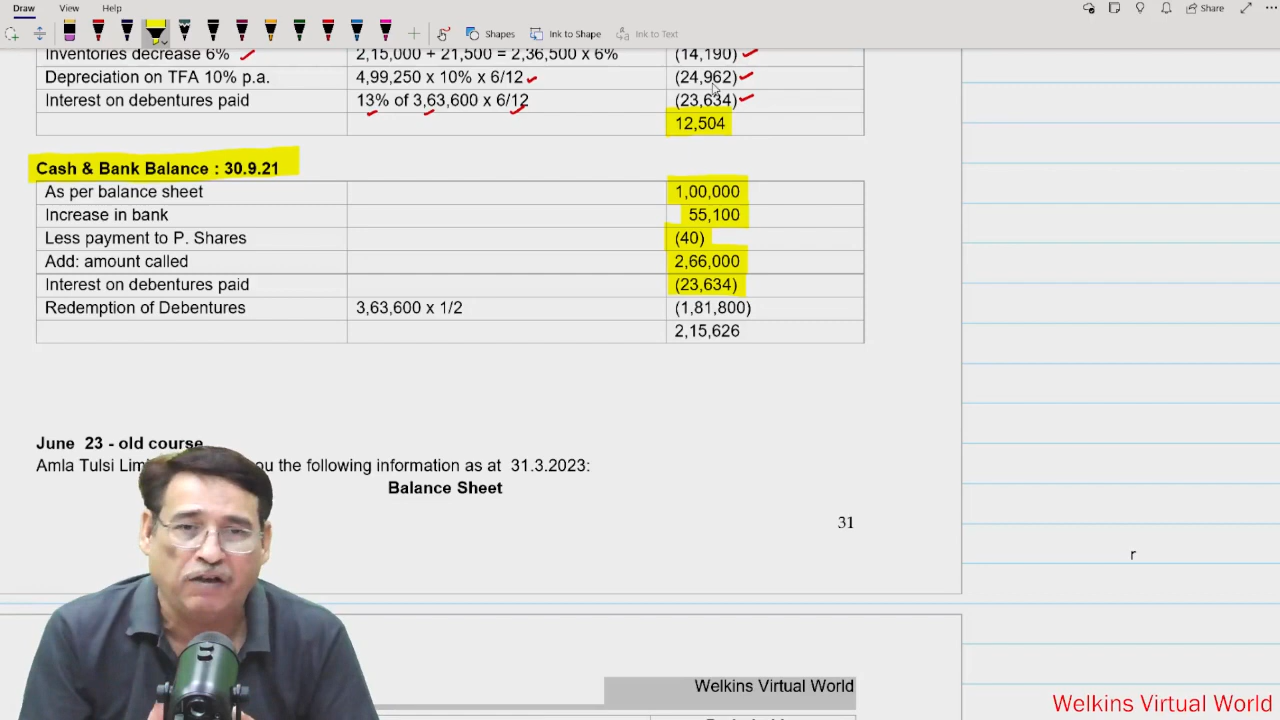 Draw View Help Share
Shapes Ink to Shape Ink to Text
Inventories decrease 6% 2,15,000 + 21,500 = 2,36,500 x 6% (14,190)
Depreciation on TFA 10% p.a. 4,99,250 x 10% x 6/12 (24,962)
Interest on debentures paid 13% of 3,63,600 x 6/12 (23,634)
12,504
Cash & Bank Balance : 30.9.21
As per balance sheet 1,00,000
Increase in bank 55,100
Less payment to P. Shares (40)
Add: amount called 2,66,000
Interest on debentures paid (23,634)
Redemption of Debentures 3,63,600 x 1/2 (1,81,800)
2,15,626
June 23 - old course
Amla Tulsi the following information as at 31.3.2023:
Balance Sheet
31
r
Welkins Virtual World
Welkins Virtual World